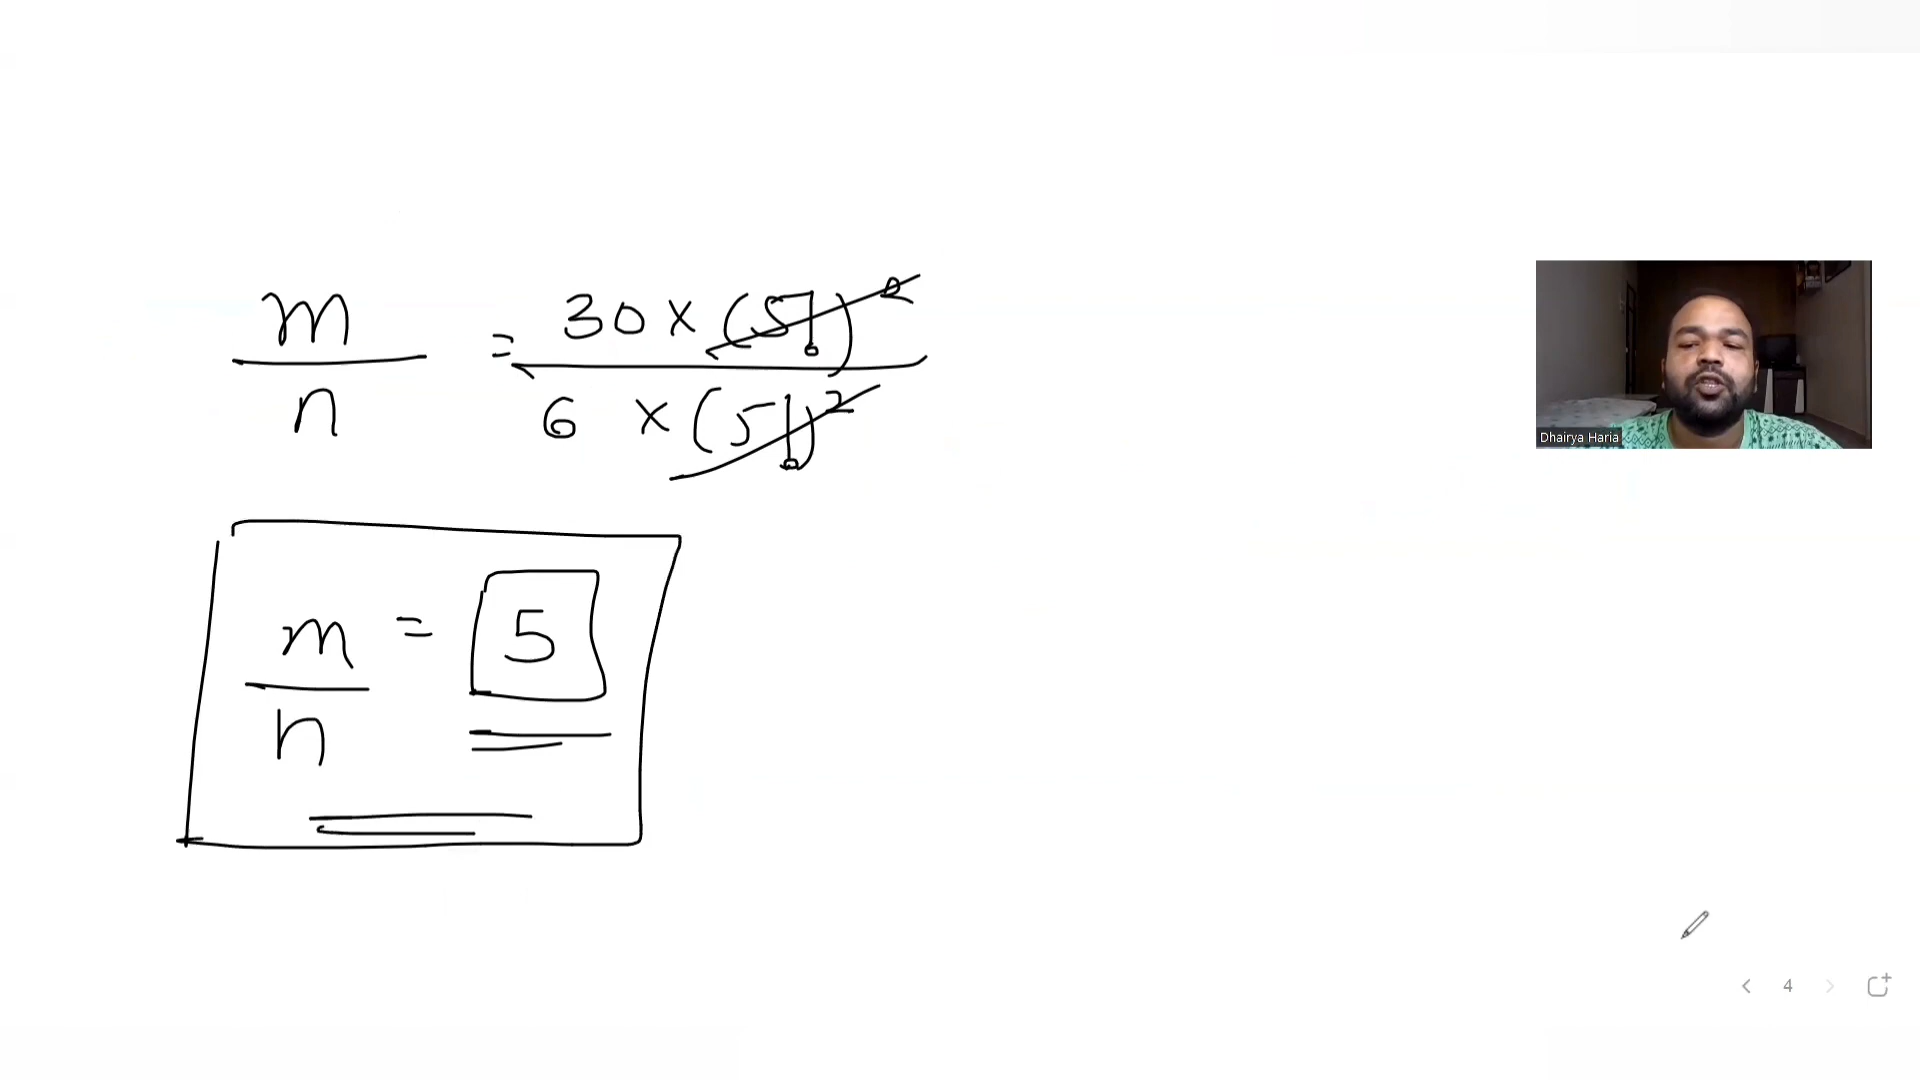 m/n = 30 × (5!)² / 6 × (5!)²
m/n = 5
Dhairya Haria
4